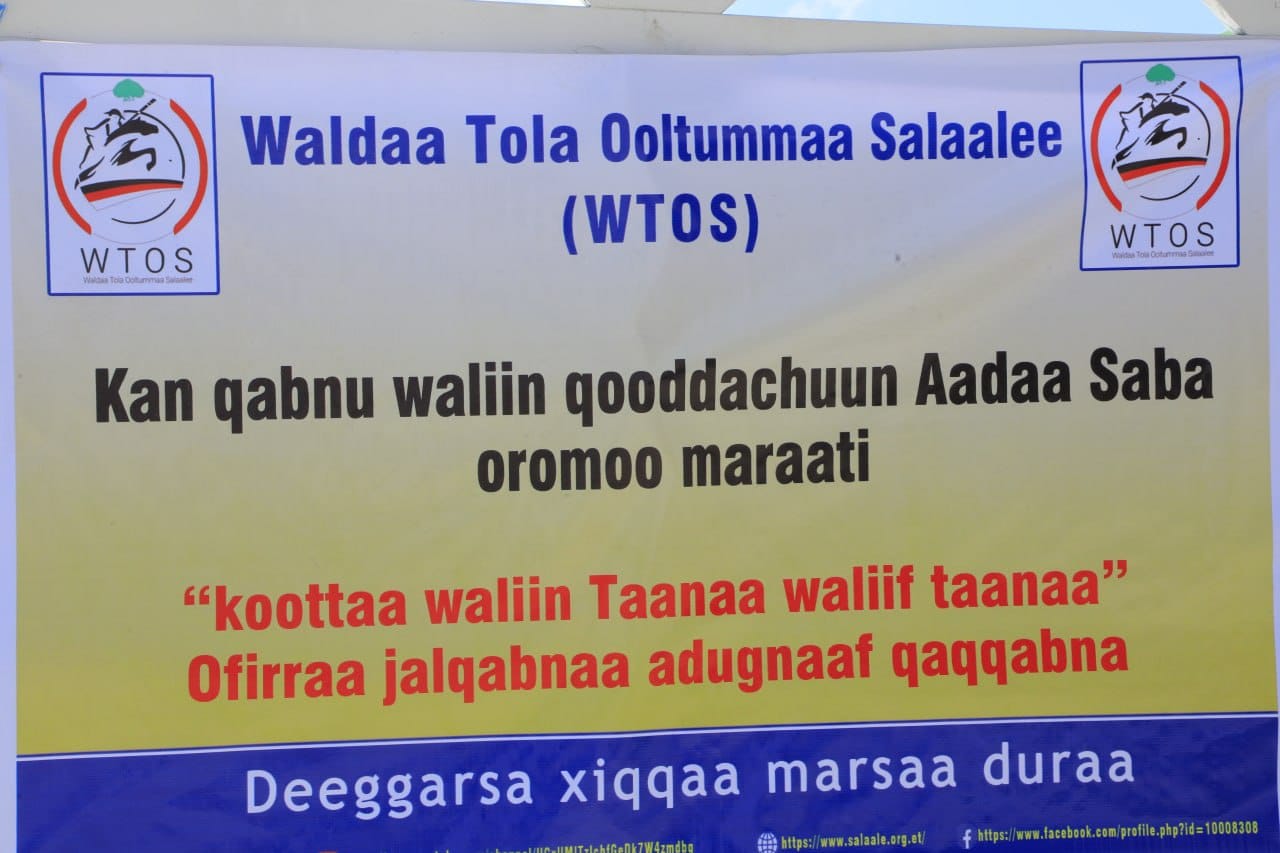 Waldaa Tola Ooltummaa Salaalee
(WTOS)
WTOS
Waldaa Tola Ooltummaa Salaalee
WTOS
Waldaa Tola Ooltummaa Salaalee
Kan qabnu waliin qooddachuun Aadaa Saba
oromoo maraati
“koottaa waliin Taanaa waliif taanaa”
Ofirraa jalqabnaa adugnaaf qaqqabna
Deeggarsa xiqqaa marsaa duraa
https://www.salaale.org.et/
https://www.facebook.com/profile.php?id=10008308